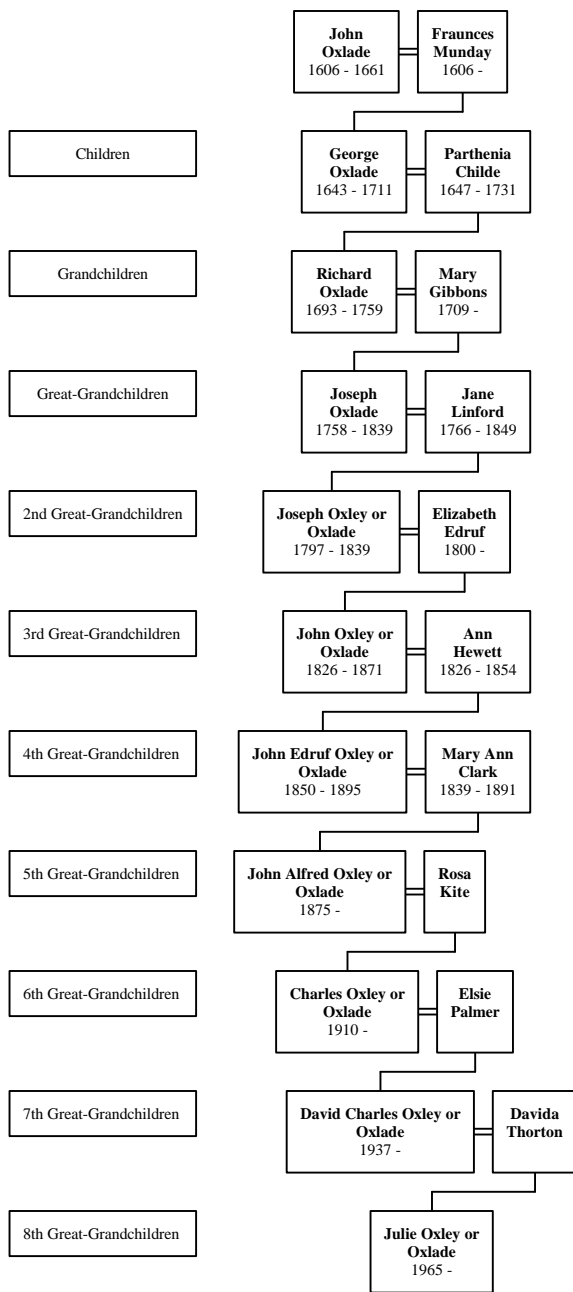 John
Oxlade
1606 - 1661
Fraunces
Munday
1606 -
Children
George
Oxlade
1643 - 1711
Parthenia
Childe
1647 - 1731
Grandchildren
Richard
Oxlade
1693 - 1759
Mary
Gibbons
1709 -
Great-Grandchildren
Joseph
Oxlade
1758 - 1839
Jane
Linford
1766 - 1849
2nd Great-Grandchildren
Joseph Oxley or
Oxlade
1797 - 1839
Elizabeth
Edruf
1800 -
3rd Great-Grandchildren
John Oxley or
Oxlade
1826 - 1871
Ann
Hewett
1826 - 1854
4th Great-Grandchildren
John Edruf Oxley or
Oxlade
1850 - 1895
Mary Ann
Clark
1839 - 1891
5th Great-Grandchildren
John Alfred Oxley or
Oxlade
1875 -
Rosa
Kite
6th Great-Grandchildren
Charles Oxley or
Oxlade
1910 -
Elsie
Palmer
7th Great-Grandchildren
David Charles Oxley or
Oxlade
1937 -
Davida
Thorton
8th Great-Grandchildren
Julie Oxley or
Oxlade
1965 -